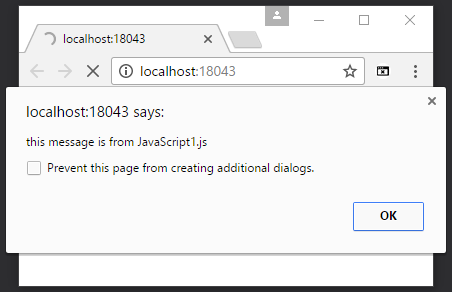 localhost:18043
localhost:18043
localhost:18043 says:
this message is from JavaScript1.js
Prevent this page from creating additional dialogs.
OK